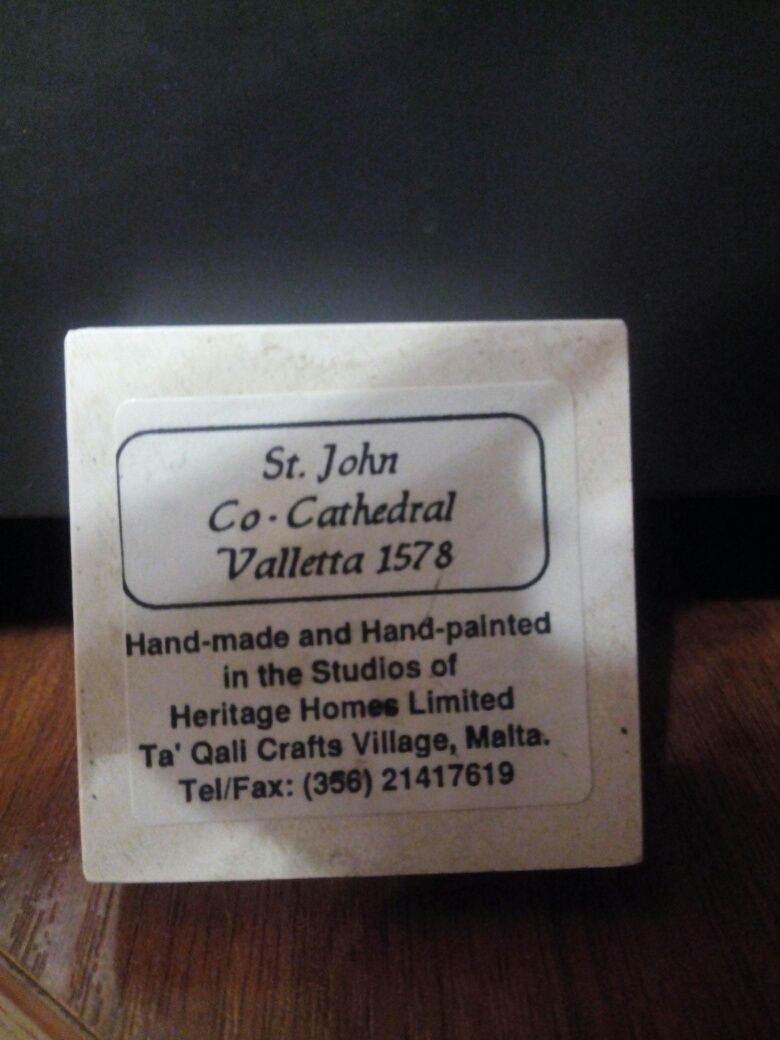 St. John
Co-Cathedral
Valletta 1578
Hand-made and Hand-painted
in the Studios of
Heritage Homes Limited
Ta' Qali Crafts Village, Malta.
Tel/Fax: (356) 21417619